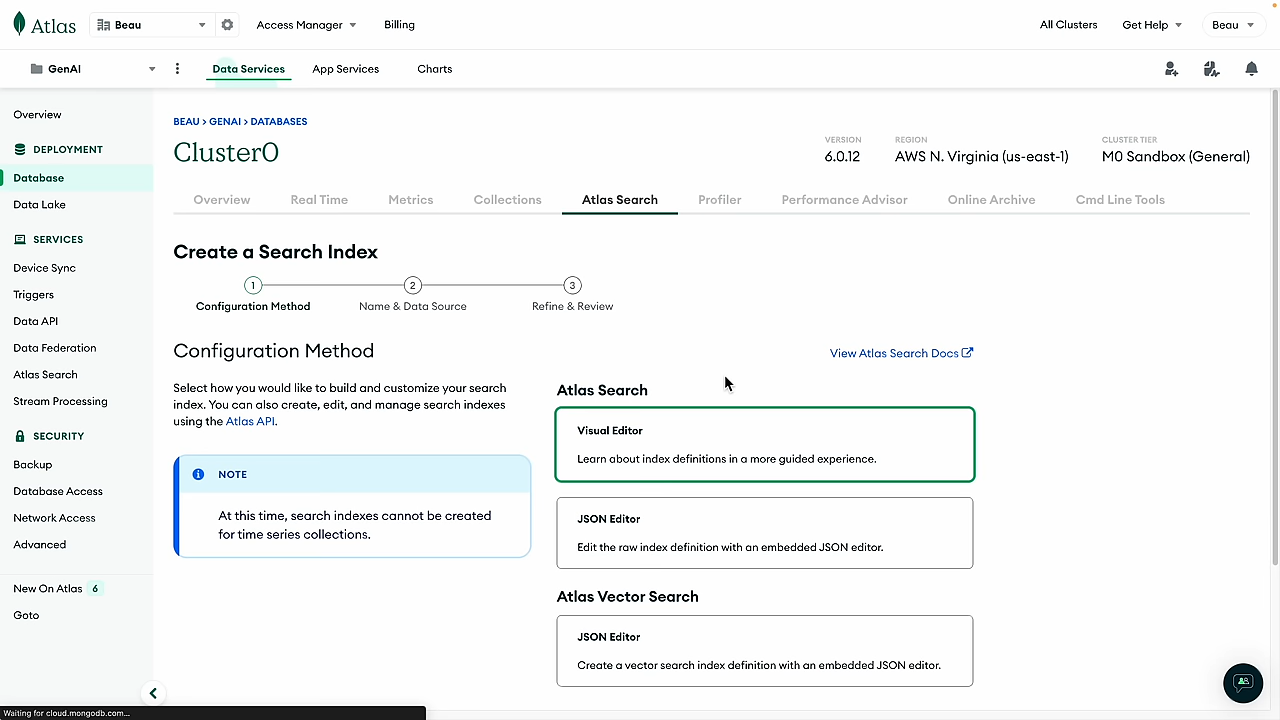 Atlas
Beau
Access Manager
Billing
All Clusters
Get Help
Beau
GenAI
Data Services
App Services
Charts
Overview
DEPLOYMENT
Database
Data Lake
SERVICES
Device Sync
Triggers
Data API
Data Federation
Atlas Search
Stream Processing
SECURITY
Backup
Database Access
Network Access
Advanced
New On Atlas 6
Goto
BEAU > GENAI > DATABASES
Cluster0
VERSION
6.0.12
REGION
AWS N. Virginia (us-east-1)
CLUSTER TIER
M0 Sandbox (General)
Overview
Real Time
Metrics
Collections
Atlas Search
Profiler
Performance Advisor
Online Archive
Cmd Line Tools
Create a Search Index
1
Configuration Method
2
Name & Data Source
3
Refine & Review
Configuration Method
View Atlas Search Docs
Select how you would like to build and customize your search
index. You can also create, edit, and manage search indexes
using the Atlas API.
NOTE
At this time, search indexes cannot be created
for time series collections.
Atlas Search
Visual Editor
Learn about index definitions in a more guided experience.
JSON Editor
Edit the raw index definition with an embedded JSON editor.
Atlas Vector Search
JSON Editor
Create a vector search index definition with an embedded JSON editor.
Waiting for cloud.mongodb.com...